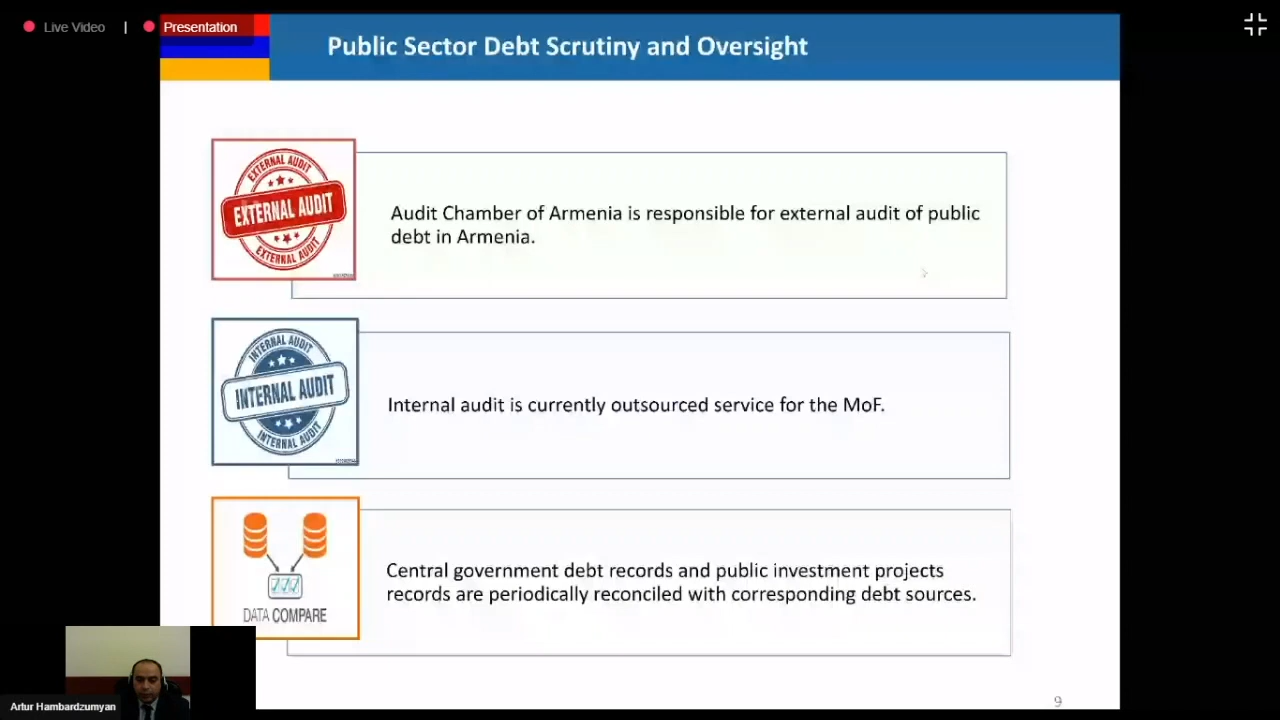 Live Video | Presentation
Public Sector Debt Scrutiny and Oversight
EXTERNAL AUDIT
EXTERNAL AUDIT
EXTERNAL AUDIT
Audit Chamber of Armenia is responsible for external audit of public
debt in Armenia.
INTERNAL AUDIT
INTERNAL AUDIT
INTERNAL AUDIT
Internal audit is currently outsourced service for the MoF.
DATA COMPARE
Central government debt records and public investment projects
records are periodically reconciled with corresponding debt sources.
Artur Hambardzumyan
9